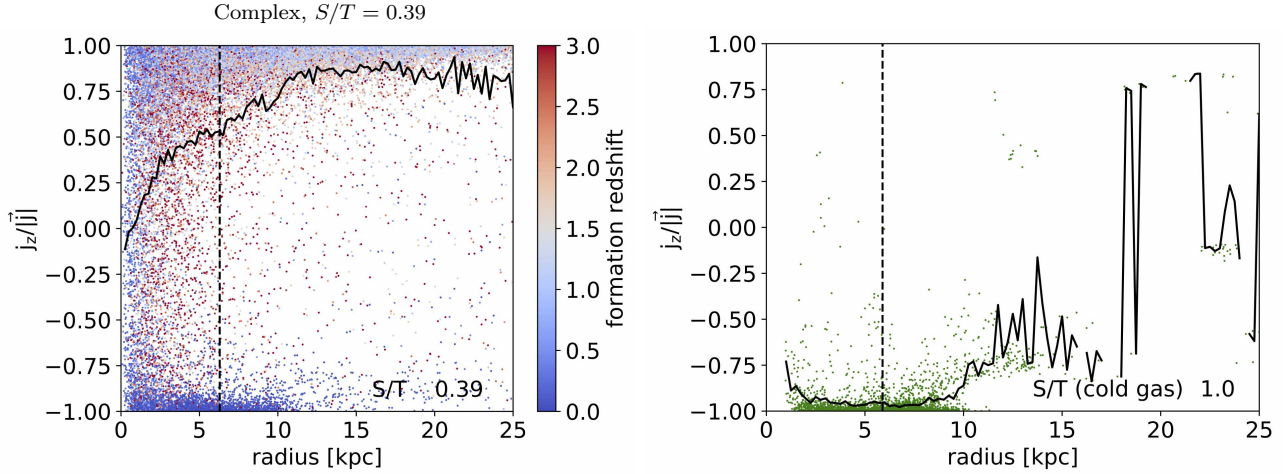 Complex, S/T = 0.39
j_z/|j⃗|
1.00
0.75
0.50
0.25
0.00
−0.25
−0.50
−0.75
−1.00
S/T 0.39
0 5 10 15 20 25
radius [kpc]
3.0
2.5
2.0
1.5
1.0
0.5
0.0
formation redshift
j_z/|j⃗|
1.00
0.75
0.50
0.25
0.00
−0.25
−0.50
−0.75
−1.00
S/T (cold gas) 1.0
0 5 10 15 20 25
radius [kpc]